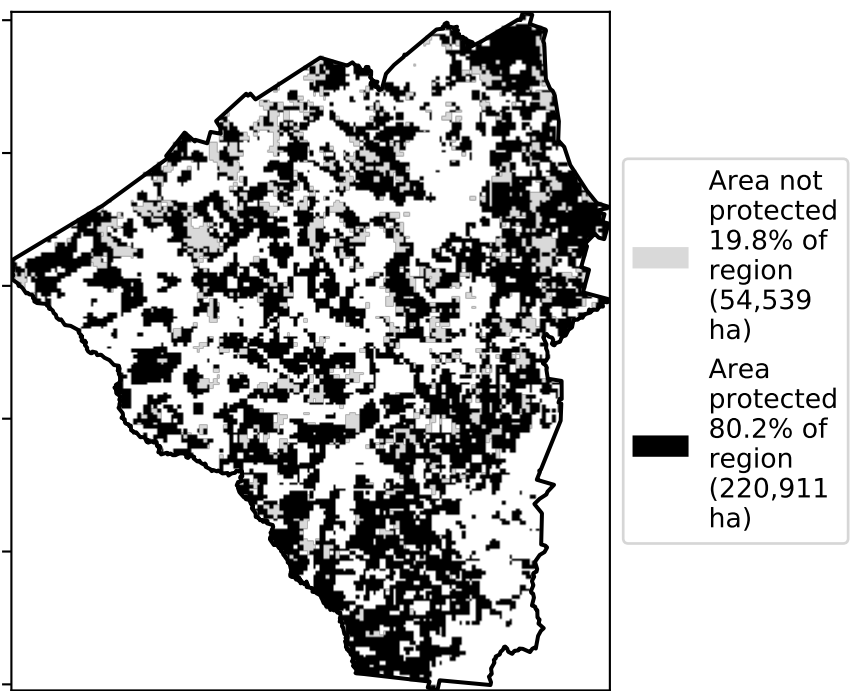 Area not
protected
19.8% of
region
(54,539
ha)
Area
protected
80.2% of
region
(220,911
ha)